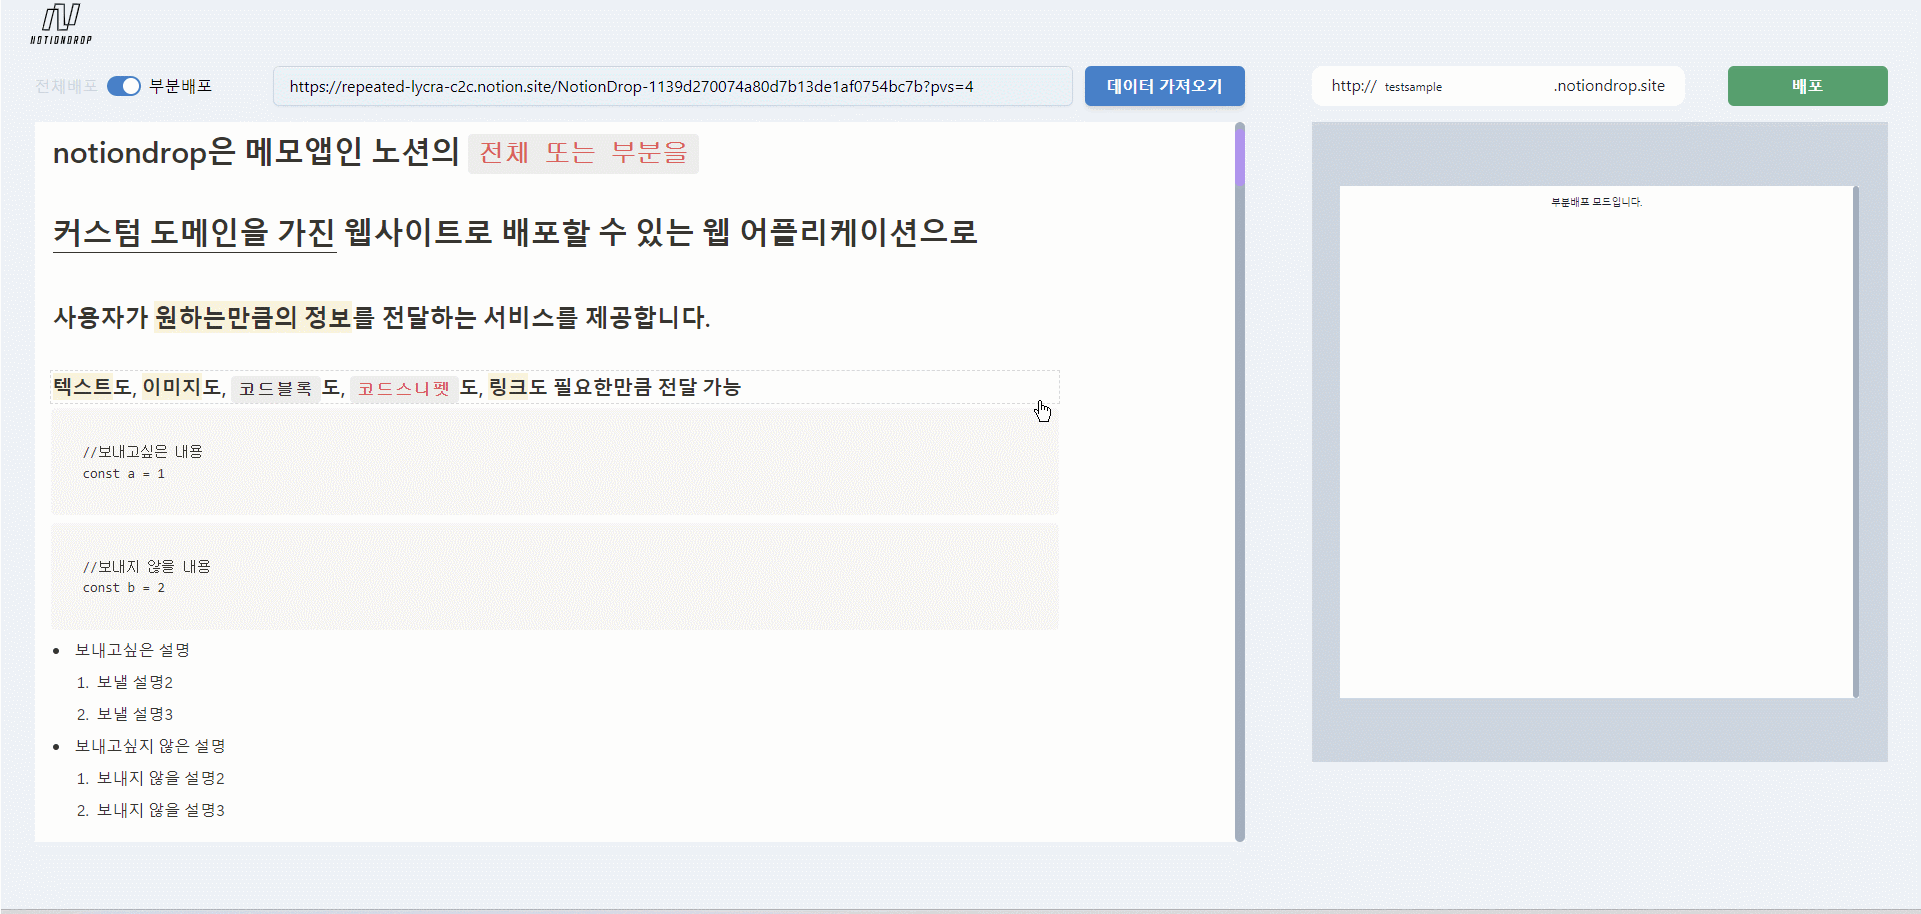 NOTIONDROP
전체배포 부분배포
https://repeated-lycra-c2c.notion.site/NotionDrop-1139d270074a80d7b13de1af0754bc7b?pvs=4
데이터 가져오기
http:// testsample .notiondrop.site
배포
notiondrop은 메모앱인 노션의 전체 또는 부분을
커스텀 도메인을 가진 웹사이트로 배포할 수 있는 웹 어플리케이션으로
사용자가 원하는만큼의 정보를 전달하는 서비스를 제공합니다.
텍스트도, 이미지도, 코드블록도, 코드스니펫도, 링크도 필요한만큼 전달 가능
//보내고싶은 내용
const a = 1
//보내지 않을 내용
const b = 2
• 보내고싶은 설명
1. 보낼 설명2
2. 보낼 설명3
• 보내고싶지 않은 설명
1. 보내지 않을 설명2
2. 보내지 않을 설명3
부분배포 모드입니다.